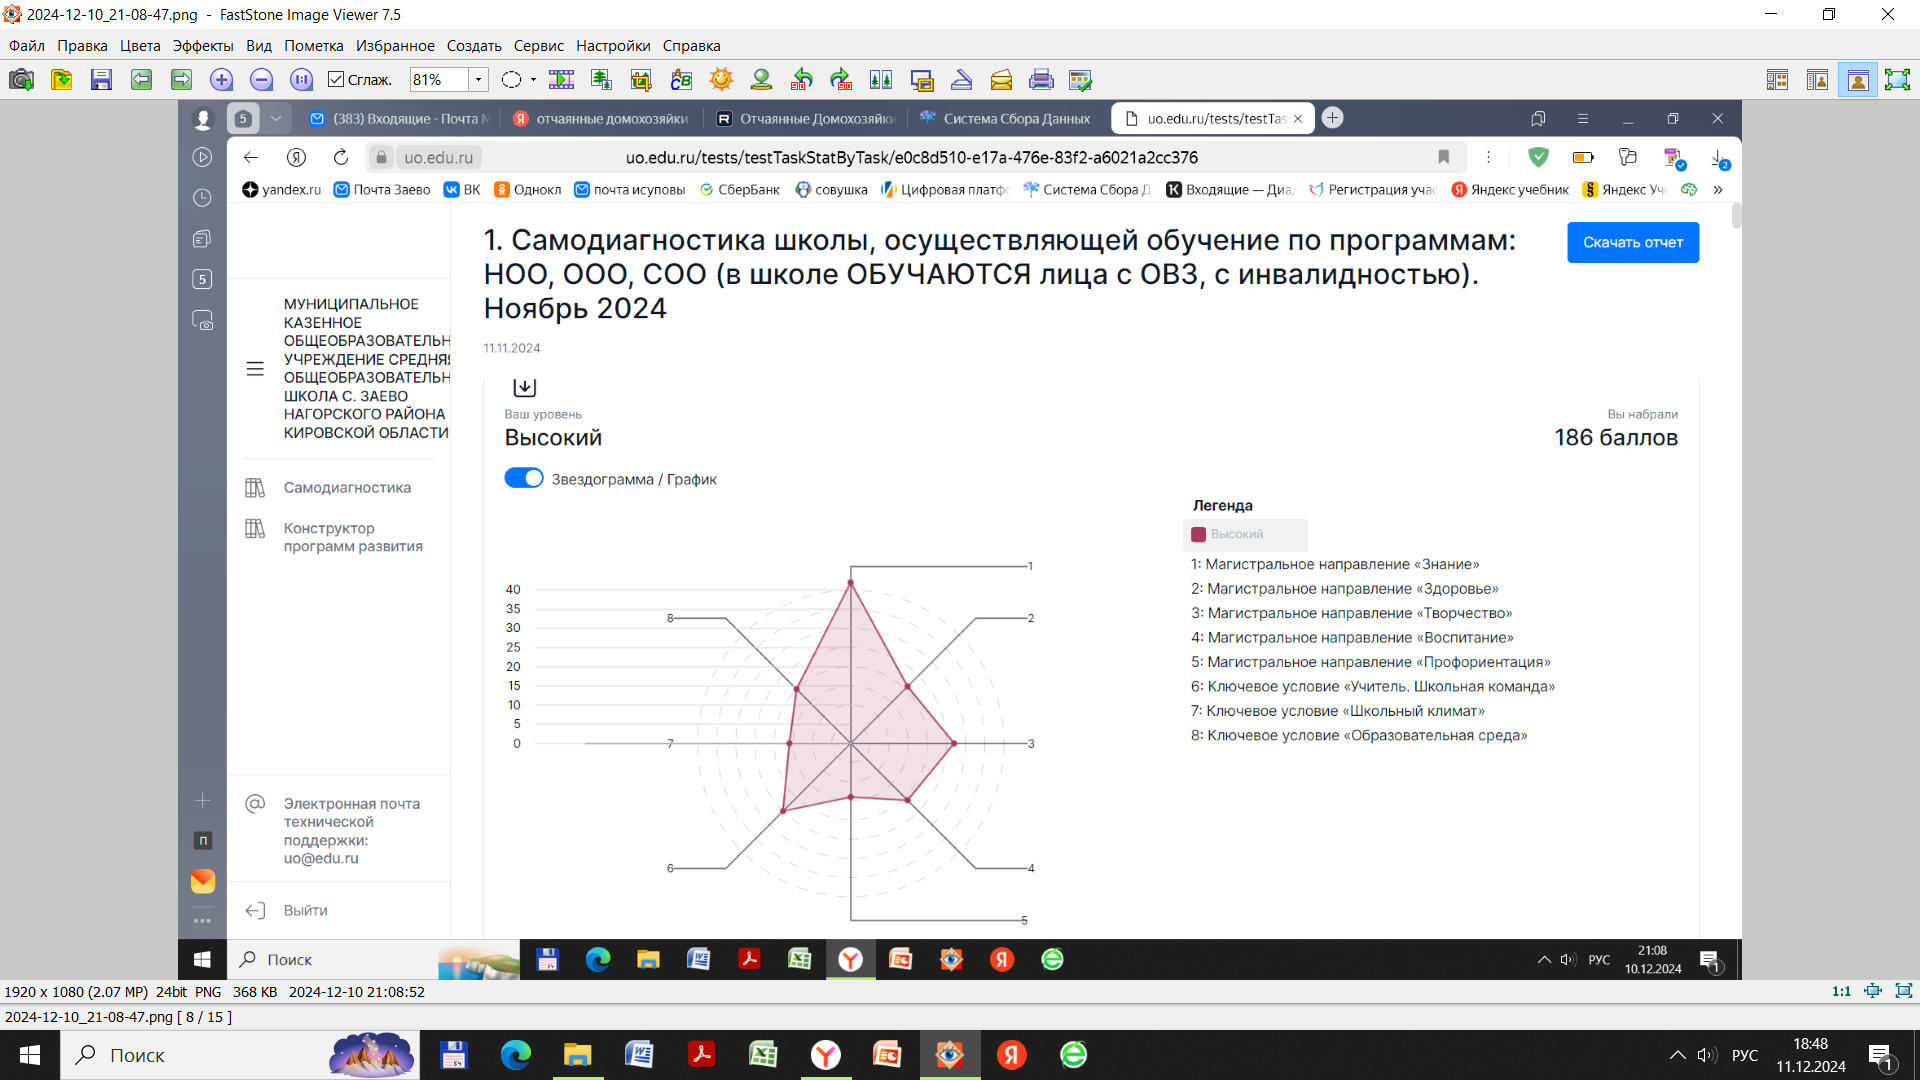 2024-12-10_21-08-47.png - FastStone Image Viewer 7.5
Файл Правка Цвета Эффекты Вид Пометка Избранное Создать Сервис Настройки Справка
Сглаж. 81%
5 (383) Входящие - Почта M отчаянные домохозяйки Отчаянные Домохозяйки Система Сбора Данных uo.edu.ru/tests/testTas
uo.edu.ru uo.edu.ru/tests/testTaskStatByTask/e0c8d510-e17a-476e-83f2-a6021a2cc376
yandex.ru Почта Заево ВК Однокл почта исуповы СберБанк совушка Цифровая платфо Система Сбора Д Входящие — Диа Регистрация учас Яндекс учебник Яндекс Уч »
1. Самодиагностика школы, осуществляющей обучение по программам:
НОО, ООО, СОО (в школе ОБУЧАЮТСЯ лица с ОВЗ, с инвалидностью).
Ноябрь 2024
Скачать отчет
11.11.2024
МУНИЦИПАЛЬНОЕ
КАЗЕННОЕ
ОБЩЕОБРАЗОВАТЕЛЬН
УЧРЕЖДЕНИЕ СРЕДНЯЯ
ОБЩЕОБРАЗОВАТЕЛЬН
ШКОЛА С. ЗАЕВО
НАГОРСКОГО РАЙОНА
КИРОВСКОЙ ОБЛАСТИ
Самодиагностика
Конструктор
программ развития
Электронная почта
технической
поддержки:
uo@edu.ru
Выйти
5
П
Ваш уровень
Высокий
Вы набрали
186 баллов
Звездограмма / График
40
35
30
25
20
15
10
5
0
1
2
3
4
5
6
7
8
Легенда
Высокий
1: Магистральное направление «Знание»
2: Магистральное направление «Здоровье»
3: Магистральное направление «Творчество»
4: Магистральное направление «Воспитание»
5: Магистральное направление «Профориентация»
6: Ключевое условие «Учитель. Школьная команда»
7: Ключевое условие «Школьный климат»
8: Ключевое условие «Образовательная среда»
Поиск
РУС 21:08
10.12.2024
1
1920 x 1080 (2.07 MP) 24bit PNG 368 KB 2024-12-10 21:08:52
1:1
2024-12-10_21-08-47.png [ 8 / 15 ]
Поиск
РУС 18:48
11.12.2024
1